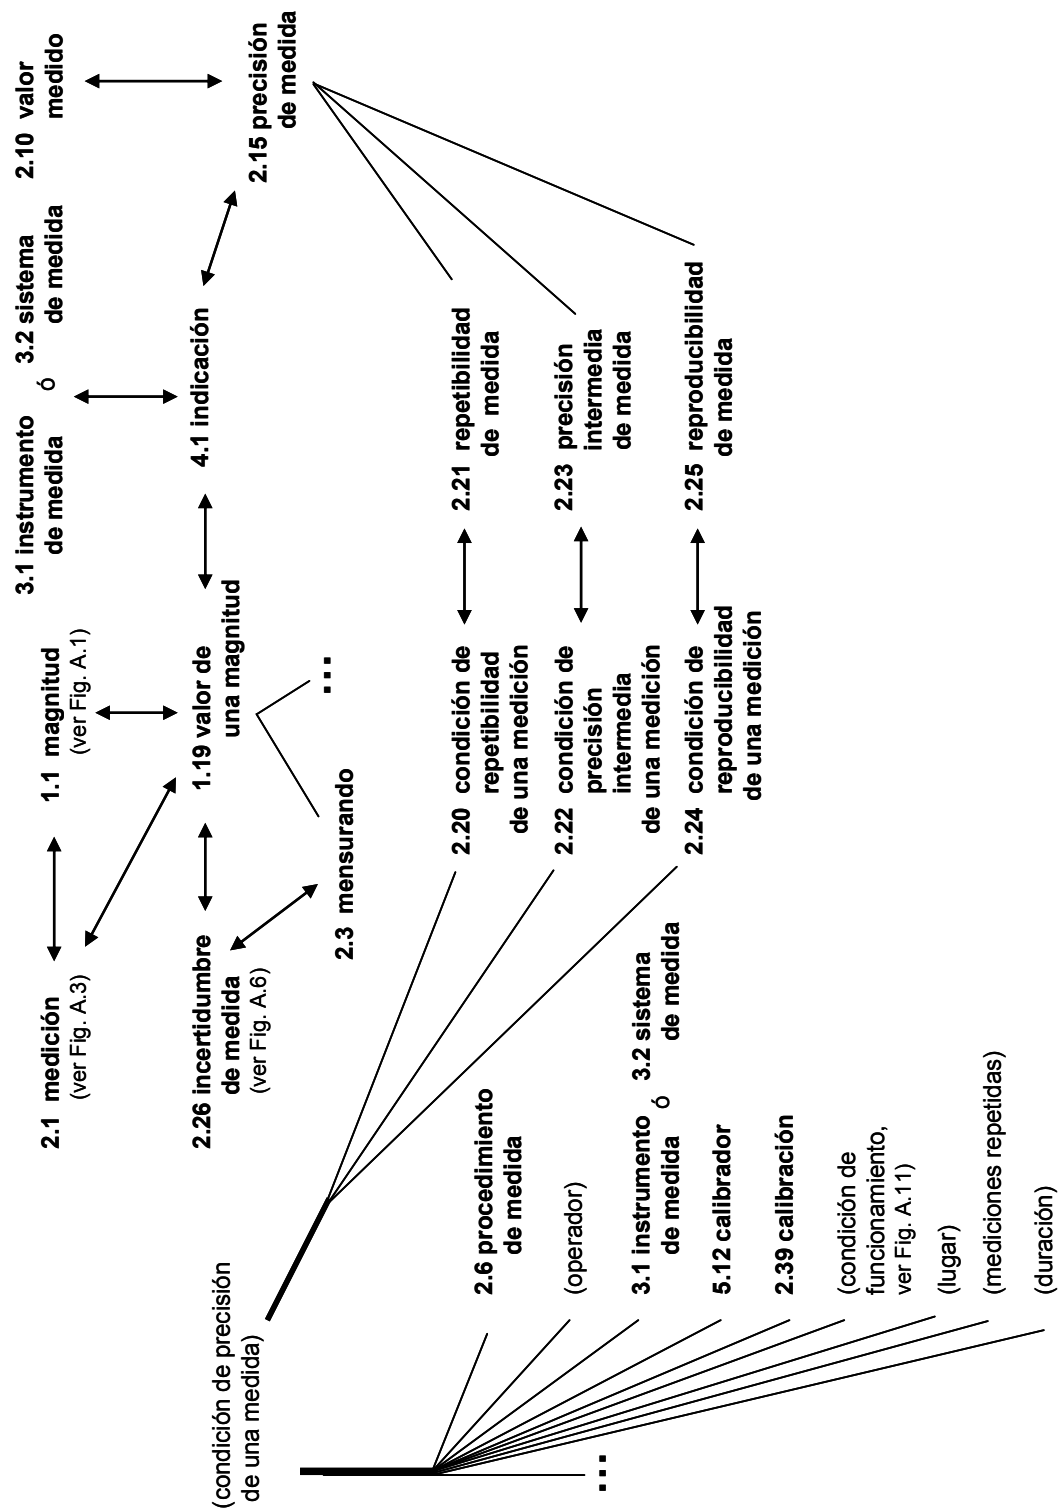 2.1 medición
(ver Fig. A.3)
1.1 magnitud
(ver Fig. A.1)
3.1 instrumento
de medida
ó
3.2 sistema
de medida
2.10 valor
medido
2.26 incertidumbre
de medida
(ver Fig. A.6)
1.19 valor de
una magnitud
4.1 indicación
2.15 precisión
de medida
2.3 mensurando
...
(condición de precisión
de una medida)
2.20 condición de
repetibilidad
de una medición
2.21 repetibilidad
de medida
2.22 condición de
precisión
intermedia
de una medición
2.23 precisión
intermedia
de medida
2.24 condición de
reproducibilidad
de una medición
2.25 reproducibilidad
de medida
2.6 procedimiento
de medida
(operador)
3.1 instrumento
de medida
ó
3.2 sistema
de medida
5.12 calibrador
2.39 calibración
(condición de
funcionamiento,
ver Fig. A.11)
(lugar)
(mediciones repetidas)
(duración)
...